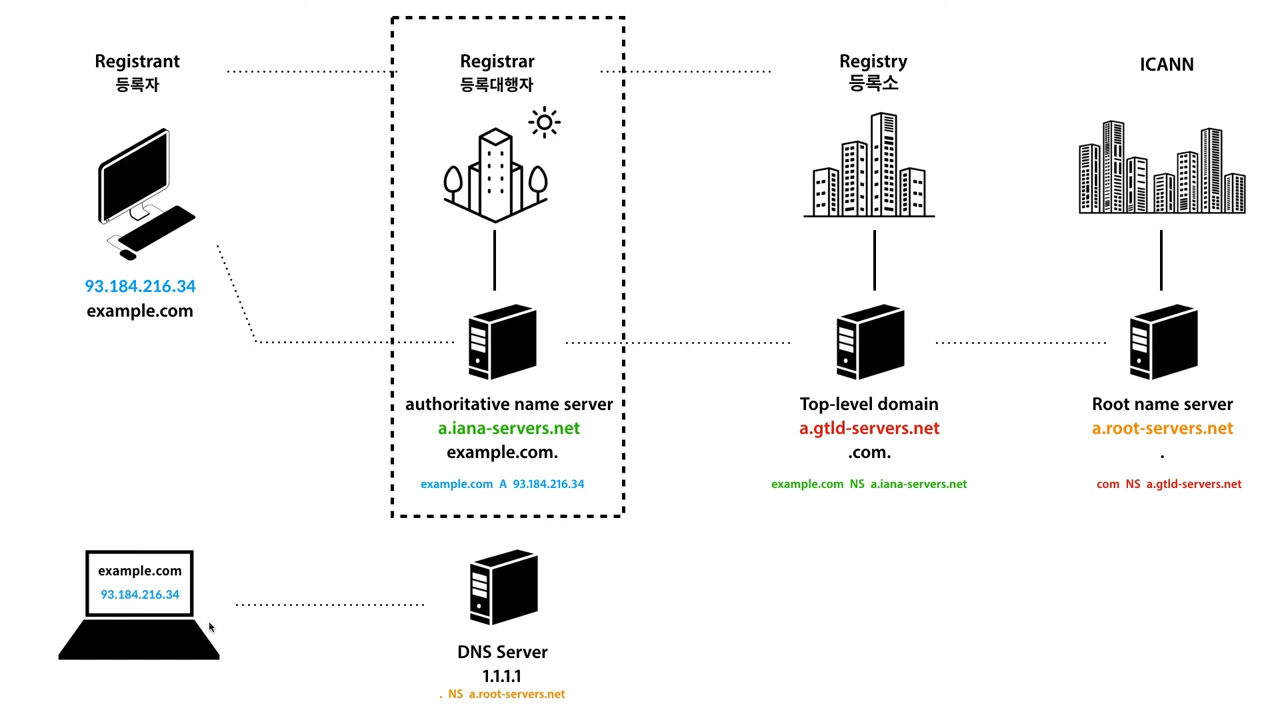 Registrant
등록자
Registrar
등록대행자
Registry
등록소
ICANN
93.184.216.34
example.com
authoritative name server
a.iana-servers.net
example.com.
example.com A 93.184.216.34
Top-level domain
a.gtld-servers.net
.com.
example.com NS a.iana-servers.net
Root name server
a.root-servers.net
.
com NS a.gtld-servers.net
example.com
93.184.216.34
DNS Server
1.1.1.1
. NS a.root-servers.net